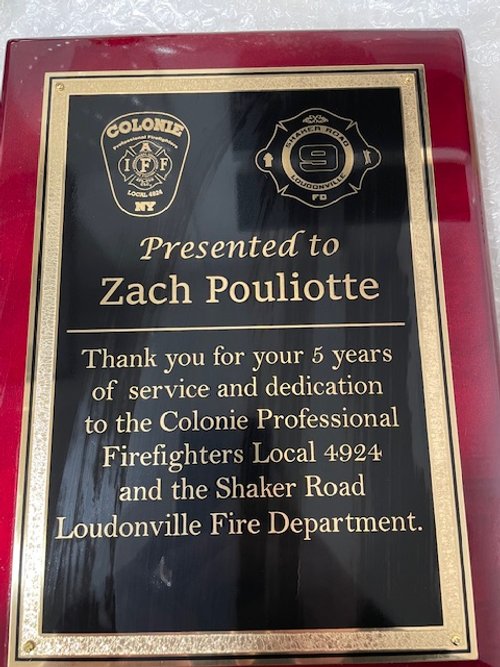 COLONIE
Professional Firefighters
I A F F
LOCAL 4924
NY
SHAKER ROAD
9
LOUDONVILLE
FD
Presented to
Zach Pouliotte
Thank you for your 5 years
of service and dedication
to the Colonie Professional
Firefighters Local 4924
and the Shaker Road
Loudonville Fire Department.